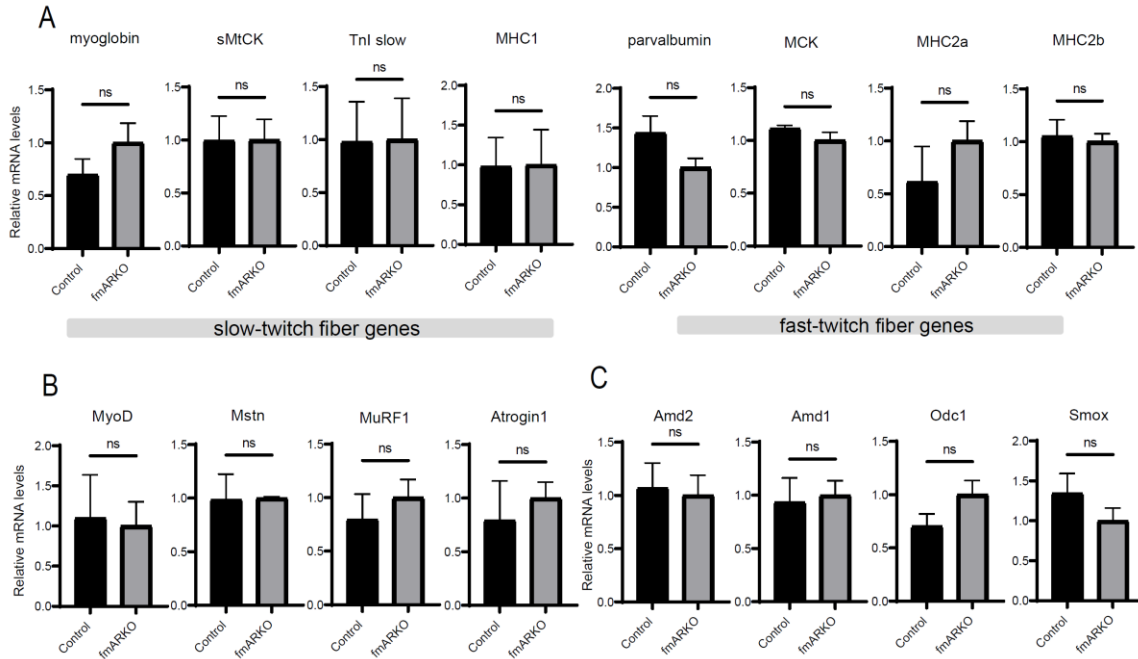 A
myoglobin sMtCK TnI slow MHC1 parvalbumin MCK MHC2a MHC2b
ns ns ns ns ns ns ns ns
Relative mRNA levels
1.5 1.5 1.5 2.0 2.0 1.5 1.5 1.5
1.0 1.0 1.0 1.5 1.5 1.0 1.0 1.0
0.5 0.5 0.5 1.0 1.0 0.5 0.5 0.5
0.0 0.0 0.0 0.5 0.5 0.0 0.0 0.0
0.0 0.0
Control fmARKO Control fmARKO Control fmARKO Control fmARKO Control fmARKO Control fmARKO Control fmARKO Control fmARKO
slow-twitch fiber genes fast-twitch fiber genes
B
MyoD Mstn MuRF1 Atrogin1
ns ns ns ns
Relative mRNA levels
2.0 1.5 1.5 1.5
1.5 1.0 1.0 1.0
1.0 0.5 0.5 0.5
0.5 0.0 0.0 0.0
0.0
Control fmARKO Control fmARKO Control fmARKO Control fmARKO
C
Amd2 Amd1 Odc1 Smox
ns ns ns ns
Relative mRNA levels
1.5 1.5 1.5 2.0
1.0 1.0 1.0 1.5
0.5 0.5 0.5 1.0
0.0 0.0 0.0 0.5
0.0
Control fmARKO Control fmARKO Control fmARKO Control fmARKO